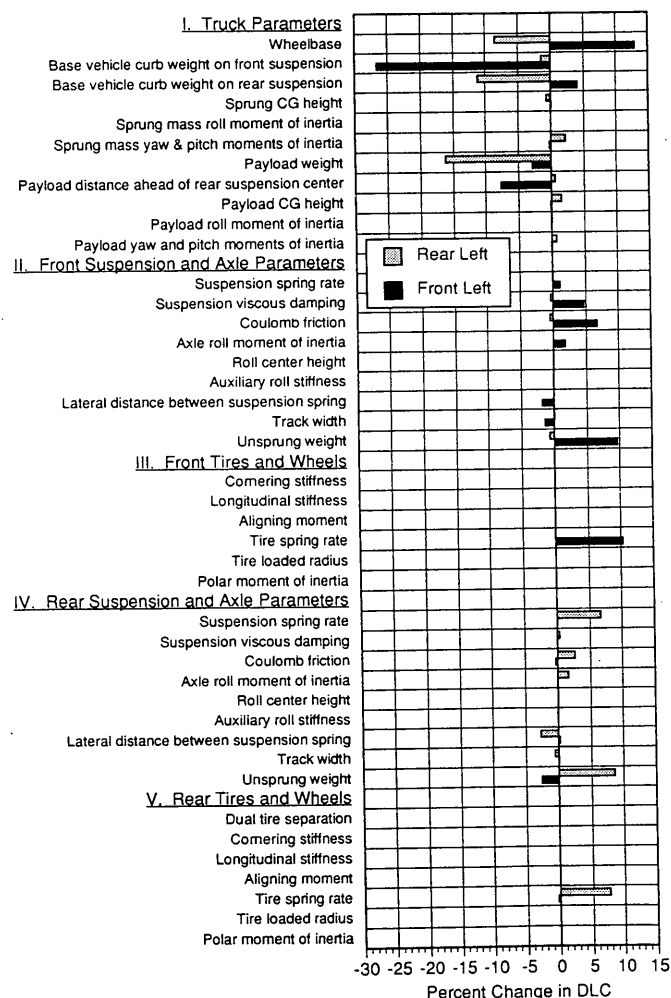 I. Truck Parameters
Wheelbase
Base vehicle curb weight on front suspension
Base vehicle curb weight on rear suspension
Sprung CG height
Sprung mass roll moment of inertia
Sprung mass yaw & pitch moments of inertia
Payload weight
Payload distance ahead of rear suspension center
Payload CG height
Payload roll moment of inertia
Payload yaw and pitch moments of inertia
II. Front Suspension and Axle Parameters
Suspension spring rate
Suspension viscous damping
Coulomb friction
Axle roll moment of inertia
Roll center height
Auxiliary roll stiffness
Lateral distance between suspension spring
Track width
Unsprung weight
III. Front Tires and Wheels
Cornering stiffness
Longitudinal stiffness
Aligning moment
Tire spring rate
Tire loaded radius
Polar moment of inertia
IV. Rear Suspension and Axle Parameters
Suspension spring rate
Suspension viscous damping
Coulomb friction
Axle roll moment of inertia
Roll center height
Auxiliary roll stiffness
Lateral distance between suspension spring
Track width
Unsprung weight
V. Rear Tires and Wheels
Dual tire separation
Cornering stiffness
Longitudinal stiffness
Aligning moment
Tire spring rate
Tire loaded radius
Polar moment of inertia
Rear Left
Front Left
-30 -25 -20 -15 -10 -5 0 5 10 15
Percent Change in DLC